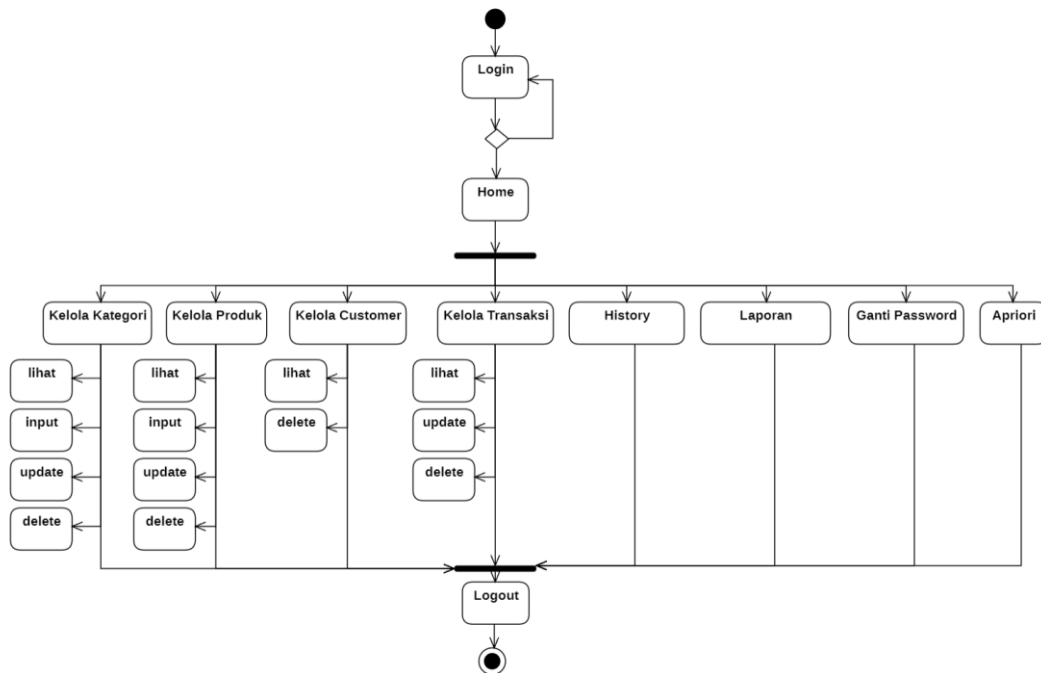 Login
Home
Kelola Kategori
Kelola Produk
Kelola Customer
Kelola Transaksi
History
Laporan
Ganti Password
Apriori
lihat
lihat
lihat
lihat
input
input
delete
update
update
update
delete
delete
delete
Logout